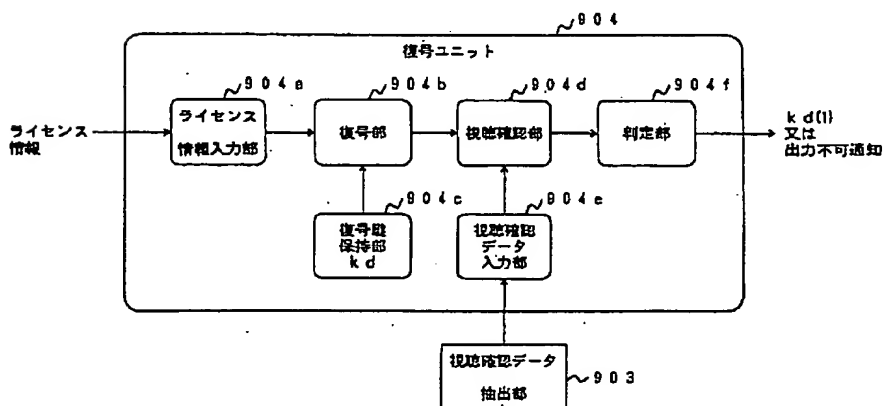 904
復号ユニット
904a
904b
904d
904f
ライセンス
情報
ライセンス
情報入力部
復号部
視聴確認部
判定部
kd(1)
又は
出力不可通知
904c
904e
復号鍵
保持部
kd
視聴確認
データ
入力部
視聴確認データ
抽出部
903